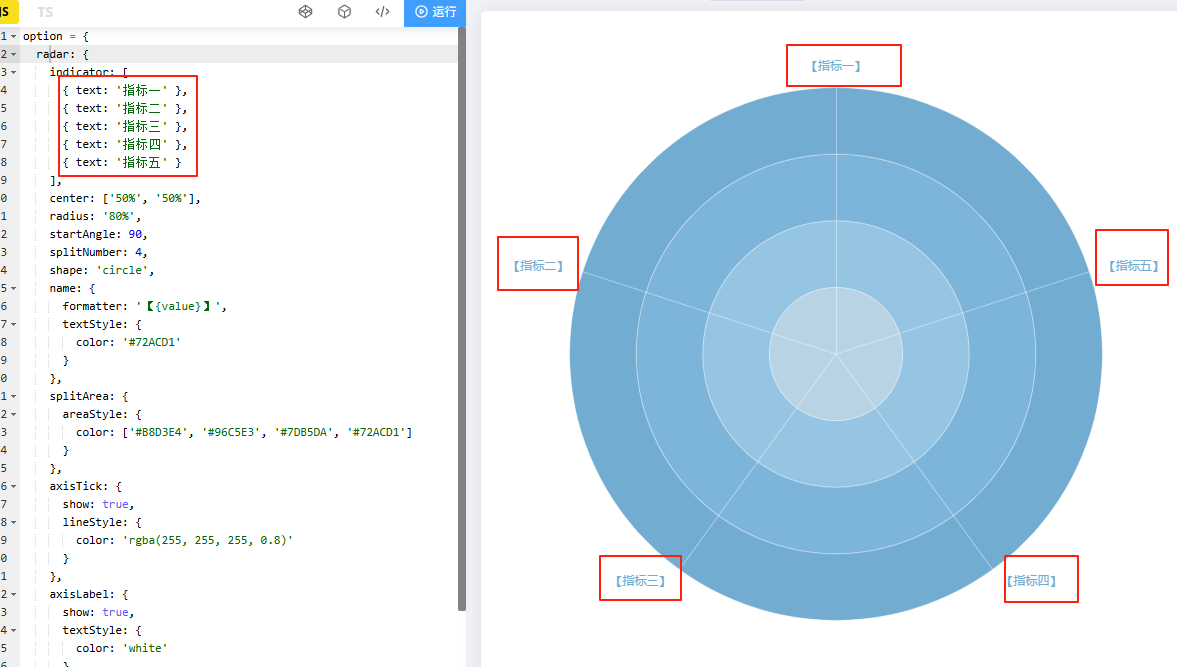 JS TS 运行
1 option = {
2 radar: {
3 indicator: [
4 { text: '指标一' },
5 { text: '指标二' },
6 { text: '指标三' },
7 { text: '指标四' },
8 { text: '指标五' }
9 ],
0 center: ['50%', '50%'],
1 radius: '80%',
2 startAngle: 90,
3 splitNumber: 4,
4 shape: 'circle',
5 name: {
6 formatter: '【{value}】',
7 textStyle: {
8 color: '#72ACD1'
9 }
0 },
1 splitArea: {
2 areaStyle: {
3 color: ['#B8D3E4', '#96C5E3', '#7DB5DA', '#72ACD1']
4 }
5 },
6 axisTick: {
7 show: true,
8 lineStyle: {
9 color: 'rgba(255, 255, 255, 0.8)'
0 }
1 },
2 axisLabel: {
3 show: true,
4 textStyle: {
5 color: 'white'
6 }
【指标一】
【指标二】
【指标五】
【指标三】
【指标四】